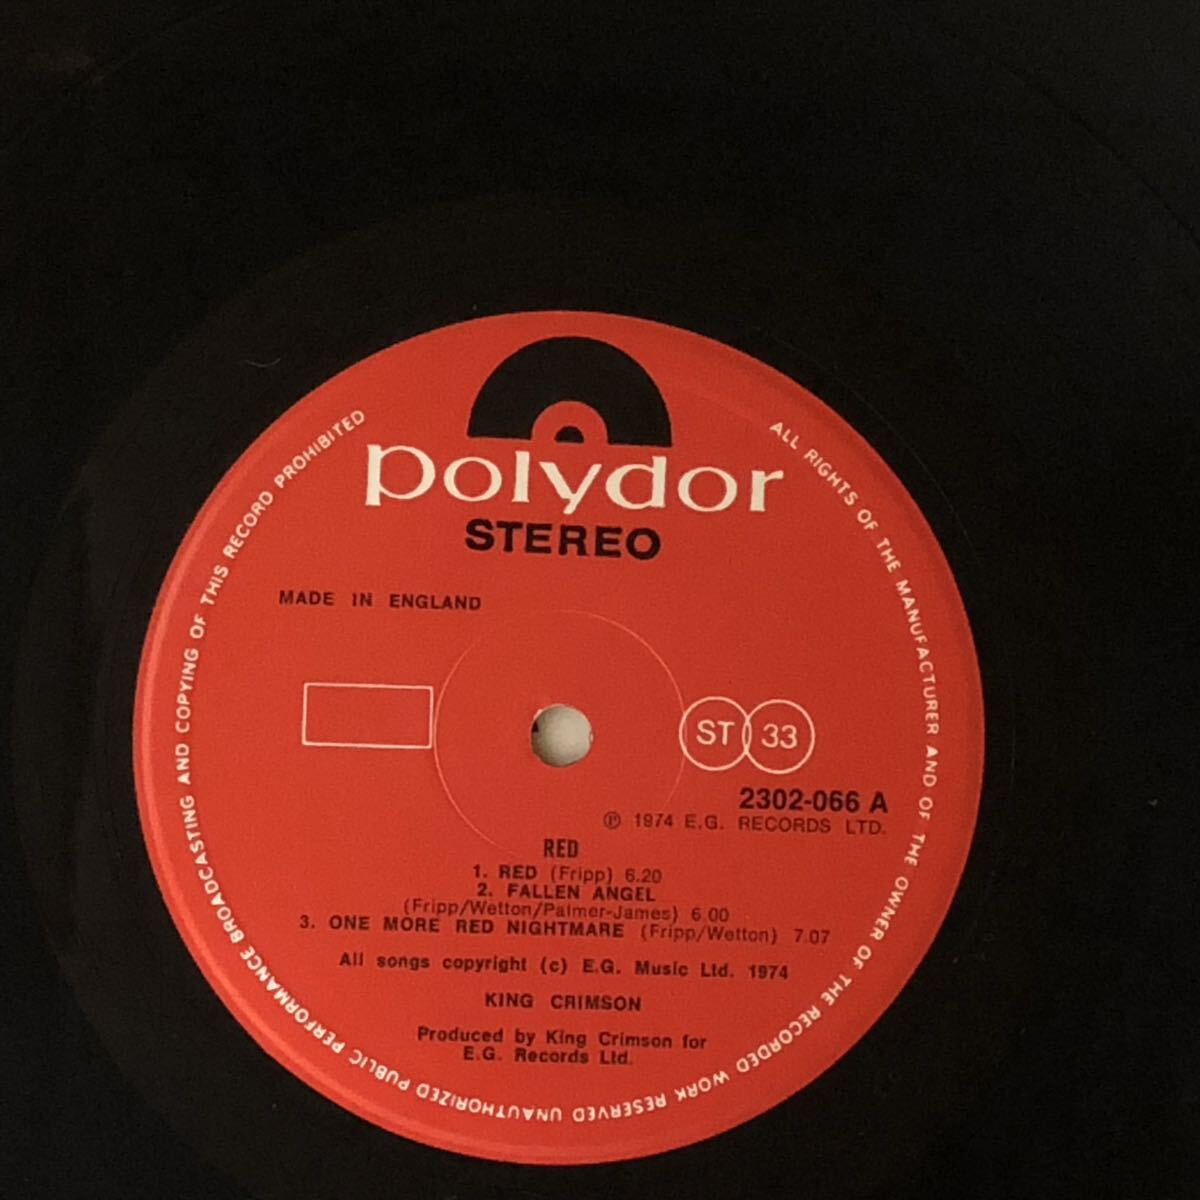 polydor
STEREO
MADE IN ENGLAND
ST 33
2302-066 A
℗ 1974 E.G. RECORDS LTD.
RED
1. RED (Fripp) 6.20
2. FALLEN ANGEL
(Fripp/Wetton/Palmer-James) 6.00
3. ONE MORE RED NIGHTMARE (Fripp/Wetton) 7.07
All songs copyright (c) E.G. Music Ltd. 1974
KING CRIMSON
Produced by King Crimson for
E.G. Records Ltd.
ALL RIGHTS OF THE MANUFACTURER AND OF THE OWNER OF THE RECORDED WORK RESERVED UNAUTHORIZED PUBLIC PERFORMANCE BROADCASTING AND COPYING OF THIS RECORD PROHIBITED